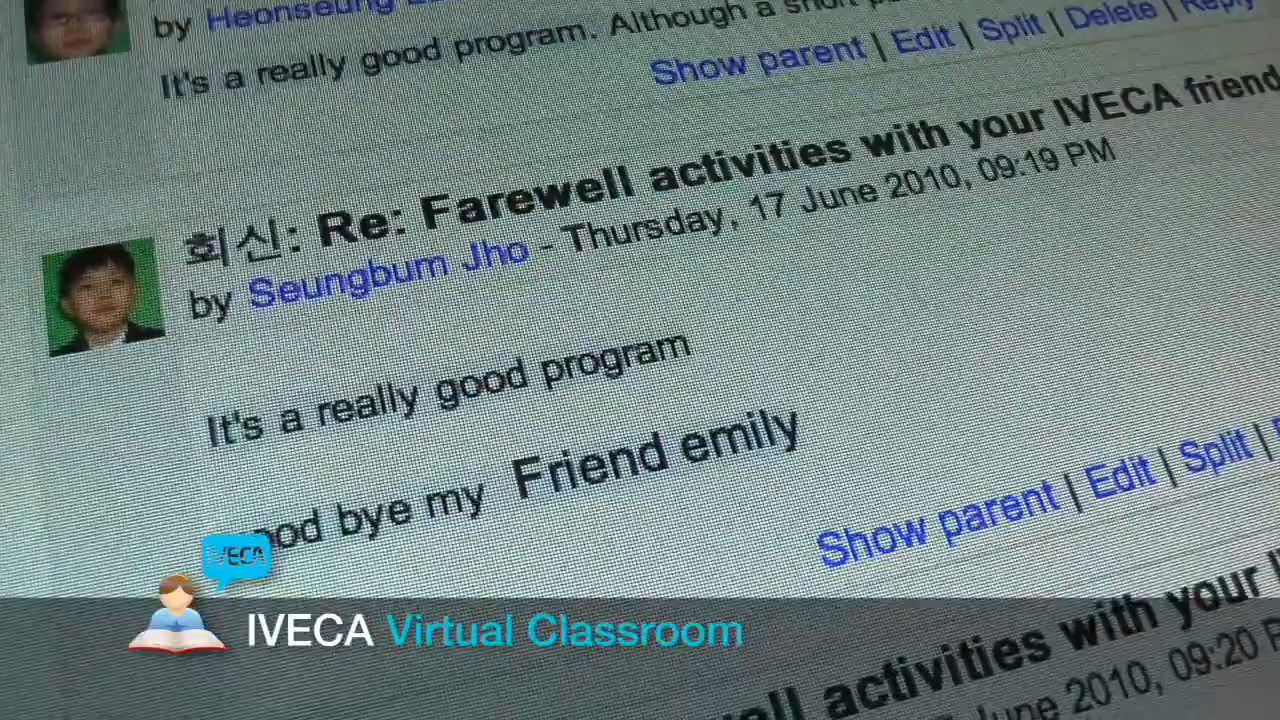 by Heonseung
It's a really good program. Although a short
Show parent | Edit | Split | Delete | Reply
회신: Re: Farewell activities with your IVECA friend
by Seungbum Jho - Thursday, 17 June 2010, 09:19 PM
It's a really good program
good bye my Friend emily
Show parent | Edit | Split |
IVECA
IVECA Virtual Classroom
activities with your
June 2010, 09:20